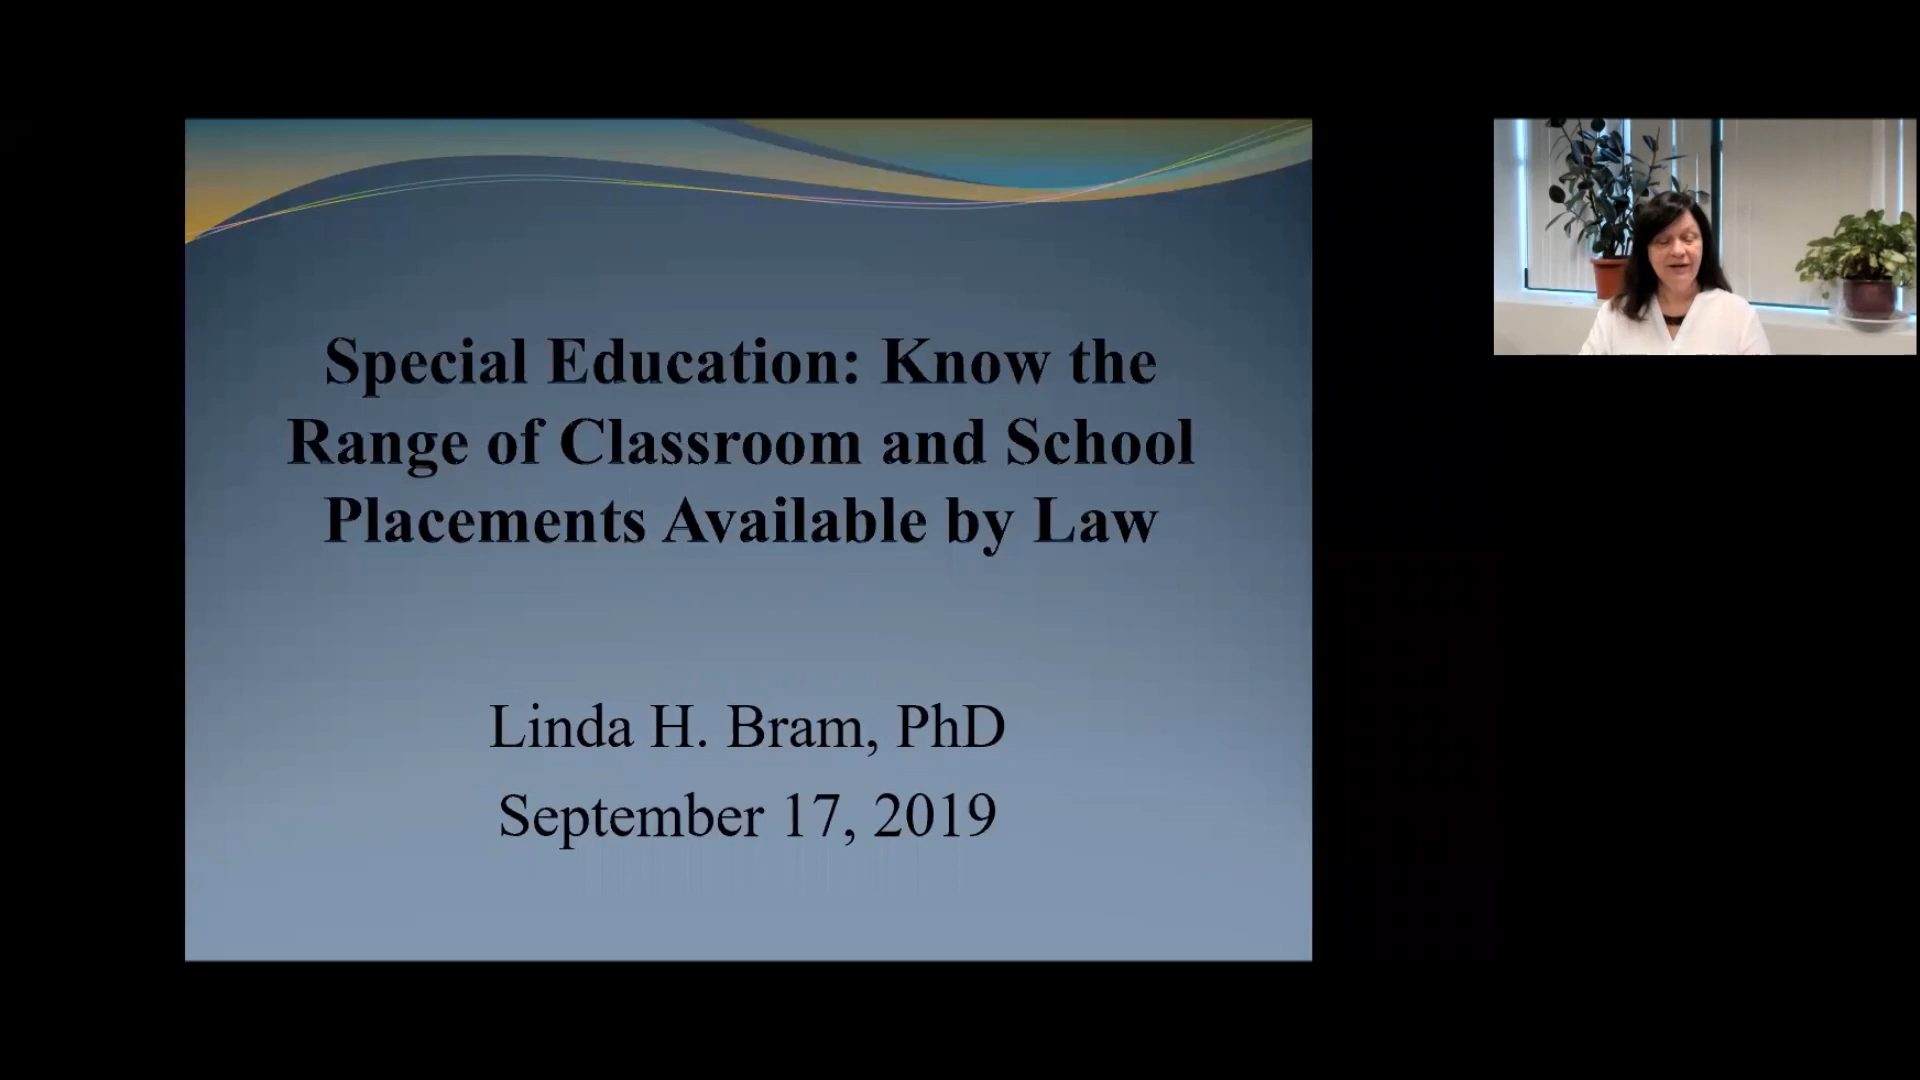 Special Education: Know the
Range of Classroom and School
Placements Available by Law
Linda H. Bram, PhD
September 17, 2019